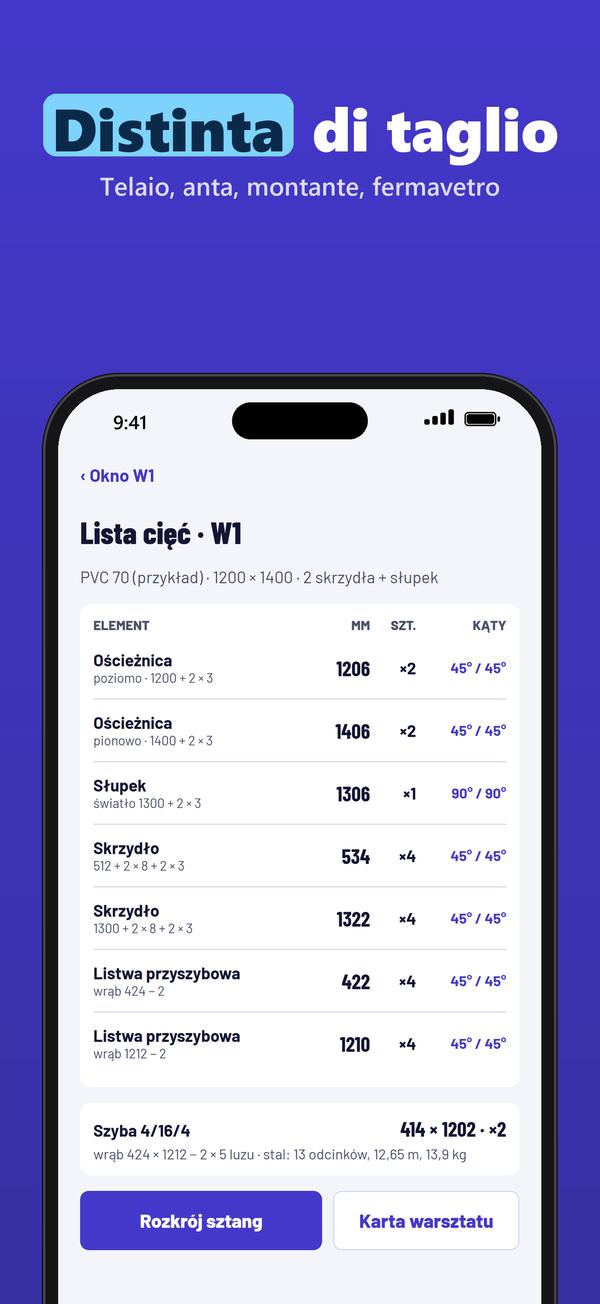 Distinta di taglio
Telaio, anta, montante, fermavetro
9:41
‹ Okno W1
Lista cięć · W1
PVC 70 (przykład) · 1200 × 1400 · 2 skrzydła + słupek
ELEMENT MM SZT. KĄTY
Ościeżnica 1206 ×2 45° / 45°
poziomo · 1200 + 2 × 3
Ościeżnica 1406 ×2 45° / 45°
pionowo · 1400 + 2 × 3
Słupek 1306 ×1 90° / 90°
światło 1300 + 2 × 3
Skrzydło 534 ×4 45° / 45°
512 + 2 × 8 + 2 × 3
Skrzydło 1322 ×4 45° / 45°
1300 + 2 × 8 + 2 × 3
Listwa przyszybowa 422 ×4 45° / 45°
wrąb 424 − 2
Listwa przyszybowa 1210 ×4 45° / 45°
wrąb 1212 − 2
Szyba 4/16/4 414 × 1202 · ×2
wrąb 424 × 1212 − 2 × 5 luzu · stal: 13 odcinków, 12,65 m, 13,9 kg
Rozkrój sztang Karta warsztatu